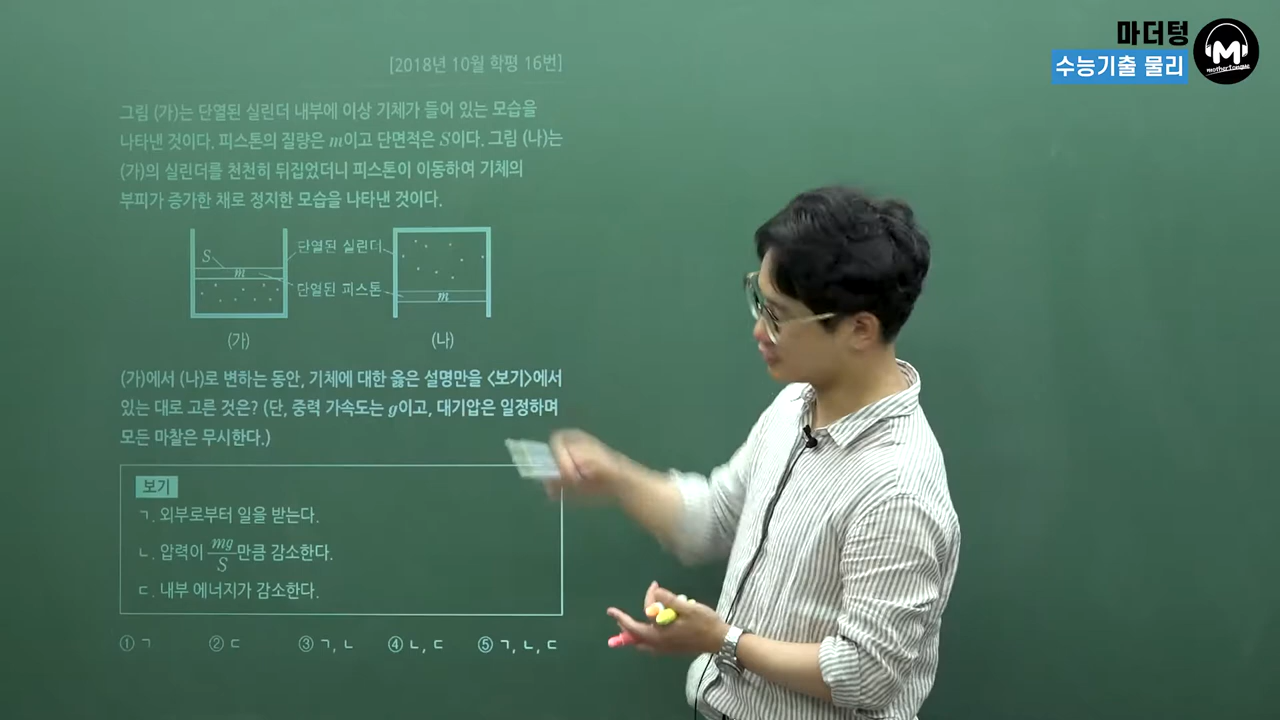 마더텅
수능기출 물리
M
mothertongue
[2018년 10월 학평 16번]
그림 (가)는 단열된 실린더 내부에 이상 기체가 들어 있는 모습을
나타낸 것이다. 피스톤의 질량은 m이고 단면적은 S이다. 그림 (나)는
(가)의 실린더를 천천히 뒤집었더니 피스톤이 이동하여 기체의
부피가 증가한 채로 정지한 모습을 나타낸 것이다.
S
m
단열된 실린더
단열된 피스톤
m
(가)
(나)
(가)에서 (나)로 변하는 동안, 기체에 대한 옳은 설명만을 <보기>에서
있는 대로 고른 것은? (단, 중력 가속도는 g이고, 대기압은 일정하며
모든 마찰은 무시한다.)
보기
ㄱ. 외부로부터 일을 받는다.
ㄴ. 압력이 mg/S만큼 감소한다.
ㄷ. 내부 에너지가 감소한다.
① ㄱ ② ㄷ ③ ㄱ, ㄴ ④ ㄴ, ㄷ ⑤ ㄱ, ㄴ, ㄷ